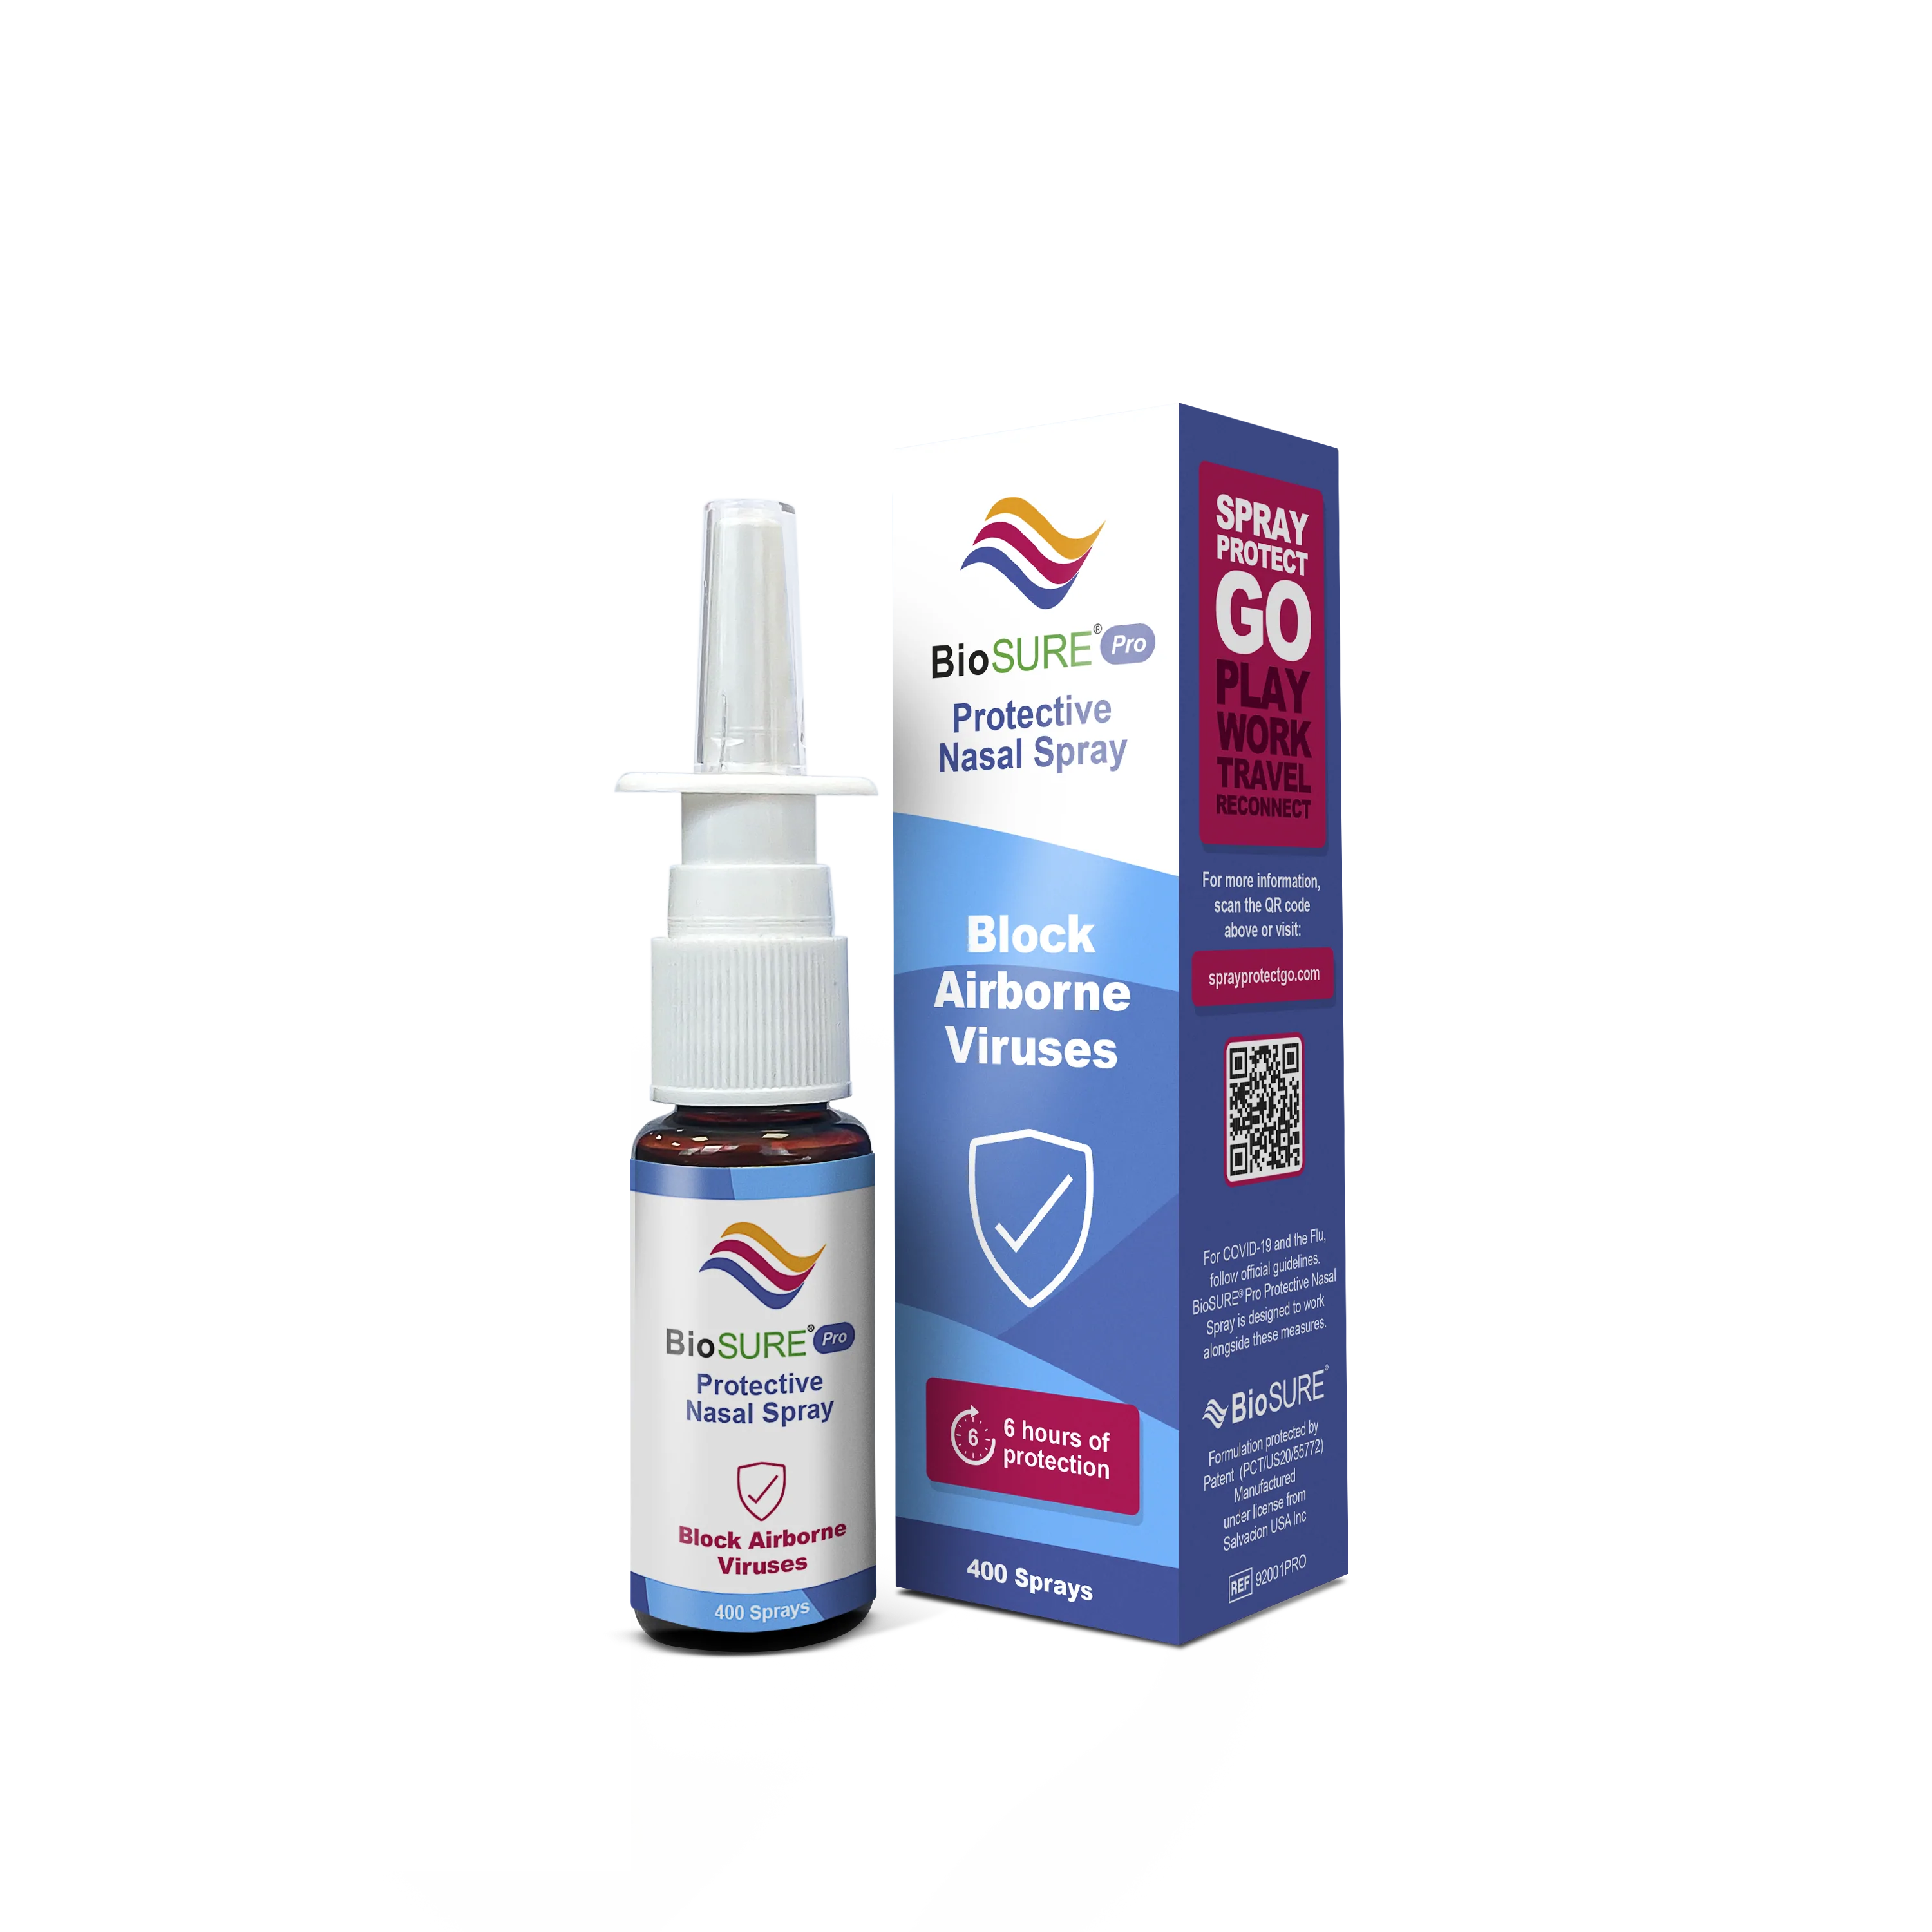 BioSURE® Pro
Protective
Nasal Spray
Block Airborne
Viruses
400 Sprays
BioSURE® Pro
Protective
Nasal Spray
Block
Airborne
Viruses
6
6 hours of
protection
400 Sprays
SPRAY
PROTECT
GO
PLAY
WORK
TRAVEL
RECONNECT
For more information,
scan the QR code
above or visit:
sprayprotectgo.com
For COVID-19 and the Flu,
follow official guidelines.
BioSURE® Pro Protective Nasal
Spray is designed to work
alongside these measures.
BioSURE®
Formulation protected by
Patent (PCT/US20/55772)
Manufactured
under license from
Salvacion USA Inc
REF 92001PRO